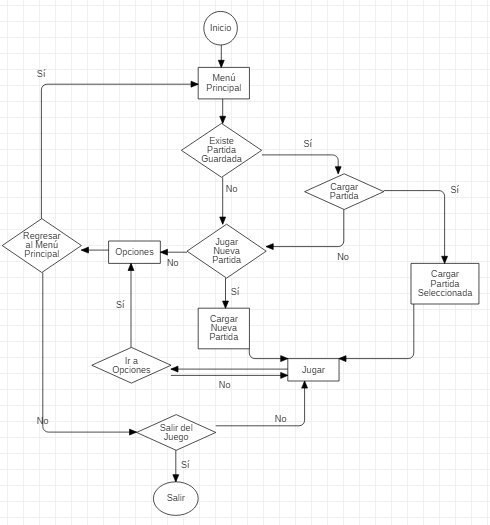 Inicio
Sí
Menú
Principal
Existe
Partida
Guardada
Sí
No
Cargar
Partida
Sí
Regresar
al Menú
Principal
Opciones
No
Jugar
Nueva
Partida
No
Sí
Cargar
Partida
Seleccionada
Sí
Cargar
Nueva
Partida
Ir a
Opciones
Jugar
No
No
Salir del
Juego
No
Sí
Salir